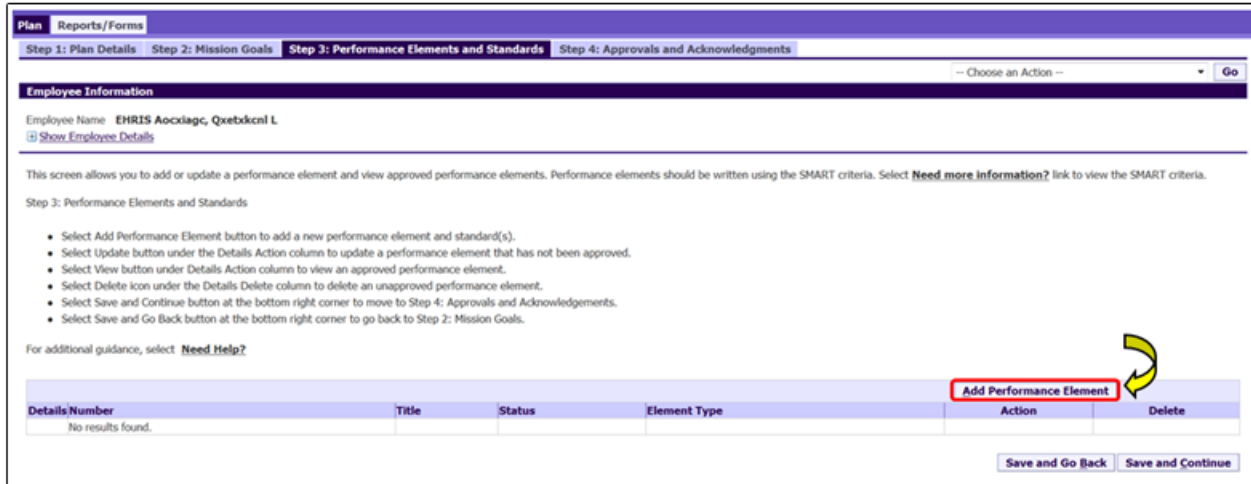 Plan Reports/Forms
Step 1: Plan Details Step 2: Mission Goals Step 3: Performance Elements and Standards Step 4: Approvals and Acknowledgments
-- Choose an Action -- Go
Employee Information
Employee Name EHRIS Aocxiagc, Qxetxkcnl L
Show Employee Details
This screen allows you to add or update a performance element and view approved performance elements. Performance elements should be written using the SMART criteria. Select Need more information? link to view the SMART criteria.
Step 3: Performance Elements and Standards
• Select Add Performance Element button to add a new performance element and standard(s).
• Select Update button under the Details Action column to update a performance element that has not been approved.
• Select View button under Details Action column to view an approved performance element.
• Select Delete icon under the Details Delete column to delete an unapproved performance element.
• Select Save and Continue button at the bottom right corner to move to Step 4: Approvals and Acknowledgements.
• Select Save and Go Back button at the bottom right corner to go back to Step 2: Mission Goals.
For additional guidance, select Need Help?
Add Performance Element
Details Number Title Status Element Type Action Delete
No results found.
Save and Go Back Save and Continue